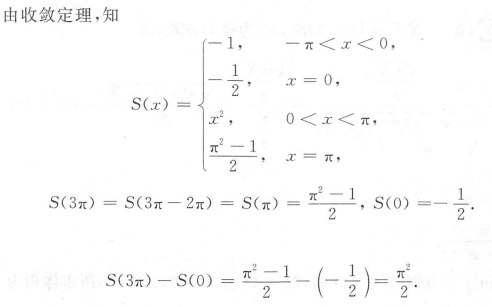 由收敛定理,知
S(x) = { -1, -π < x < 0,
-1/2, x = 0,
x², 0 < x < π,
(π² - 1)/2, x = π,
S(3π) = S(3π - 2π) = S(π) = (π² - 1)/2, S(0) = -1/2.
S(3π) - S(0) = (π² - 1)/2 - (-1/2) = π²/2.